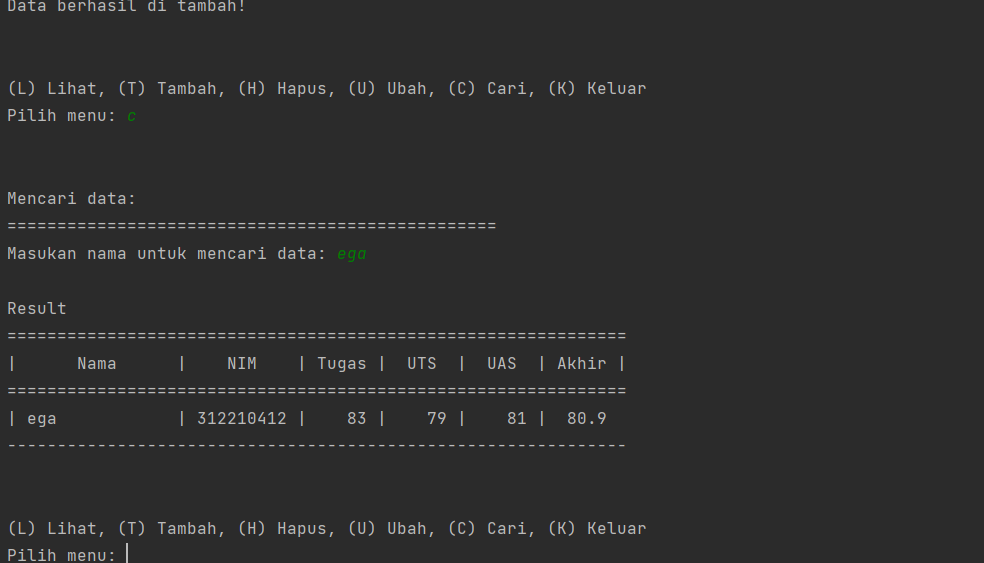 Data berhasil di tambah!
(L) Lihat, (T) Tambah, (H) Hapus, (U) Ubah, (C) Cari, (K) Keluar
Pilih menu: c
Mencari data:
=================================================
Masukan nama untuk mencari data: ega
Result
==============================================================
|      Nama      |    NIM    | Tugas |  UTS  |  UAS  | Akhir |
==============================================================
| ega            | 312210412 |    83 |    79 |    81 |  80.9
--------------------------------------------------------------
(L) Lihat, (T) Tambah, (H) Hapus, (U) Ubah, (C) Cari, (K) Keluar
Pilih menu: